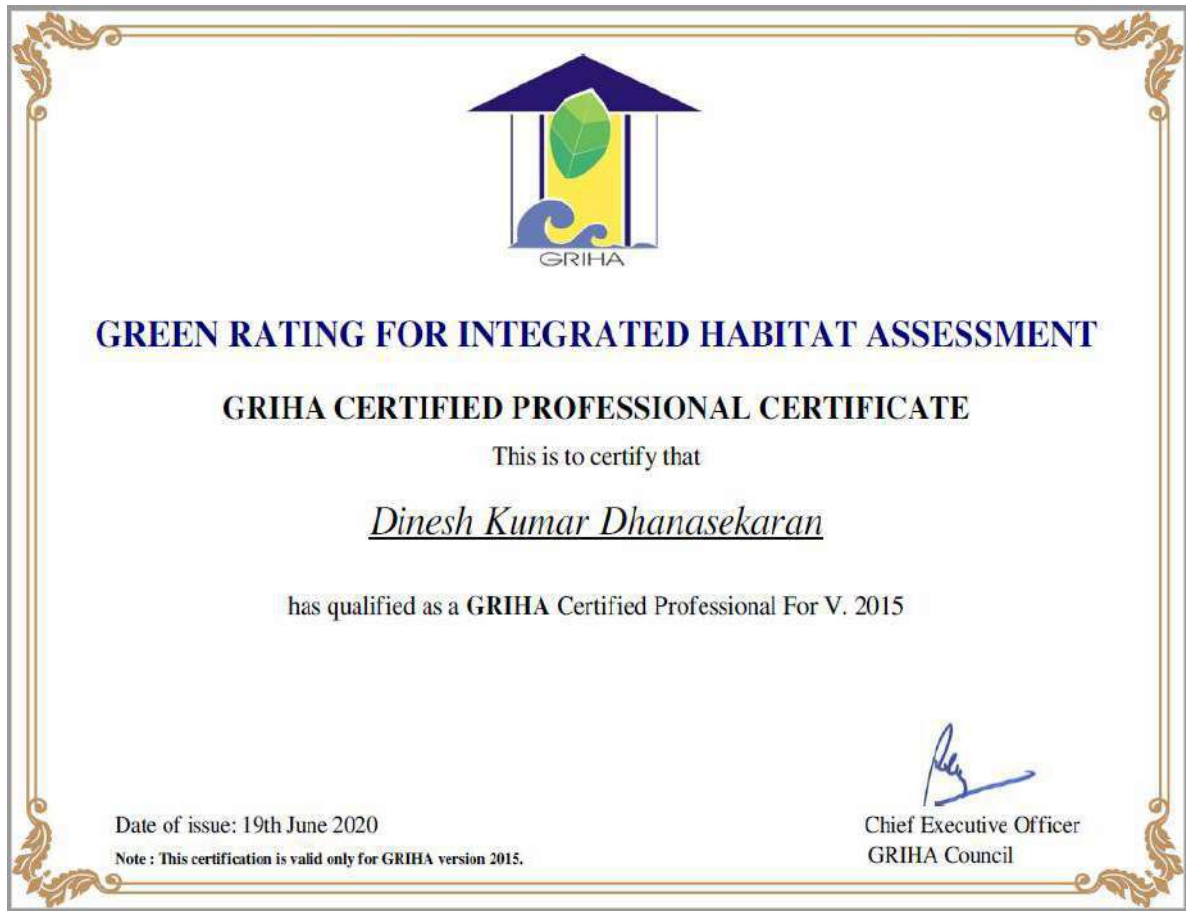 GRIHA
GREEN RATING FOR INTEGRATED HABITAT ASSESSMENT
GRIHA CERTIFIED PROFESSIONAL CERTIFICATE
This is to certify that
Dinesh Kumar Dhanasekaran
has qualified as a GRIHA Certified Professional For V. 2015
Date of issue: 19th June 2020
Note : This certification is valid only for GRIHA version 2015.
Chief Executive Officer
GRIHA Council